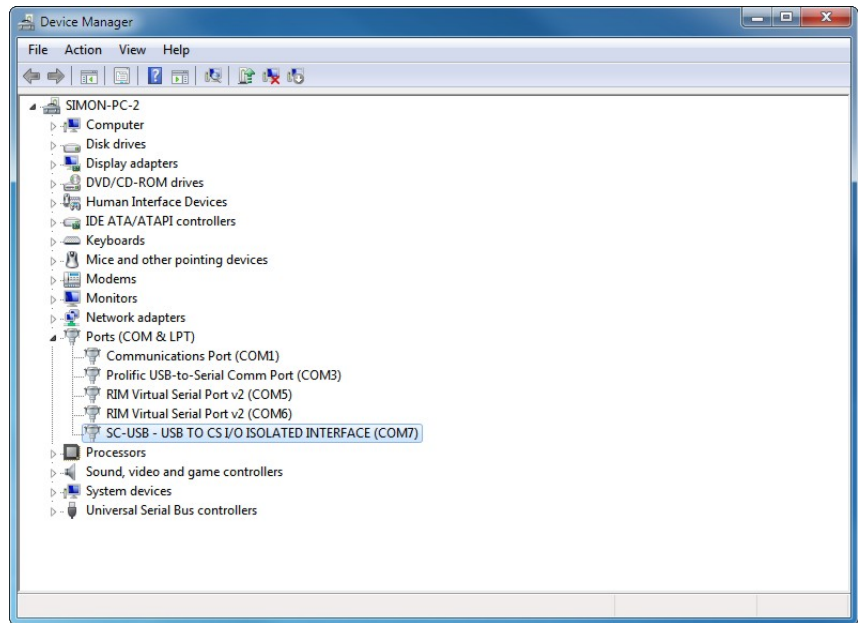 Device Manager
File Action View Help
SIMON-PC-2
Computer
Disk drives
Display adapters
DVD/CD-ROM drives
Human Interface Devices
IDE ATA/ATAPI controllers
Keyboards
Mice and other pointing devices
Modems
Monitors
Network adapters
Ports (COM & LPT)
Communications Port (COM1)
Prolific USB-to-Serial Comm Port (COM3)
RIM Virtual Serial Port v2 (COM5)
RIM Virtual Serial Port v2 (COM6)
SC-USB - USB TO CS I/O ISOLATED INTERFACE (COM7)
Processors
Sound, video and game controllers
System devices
Universal Serial Bus controllers